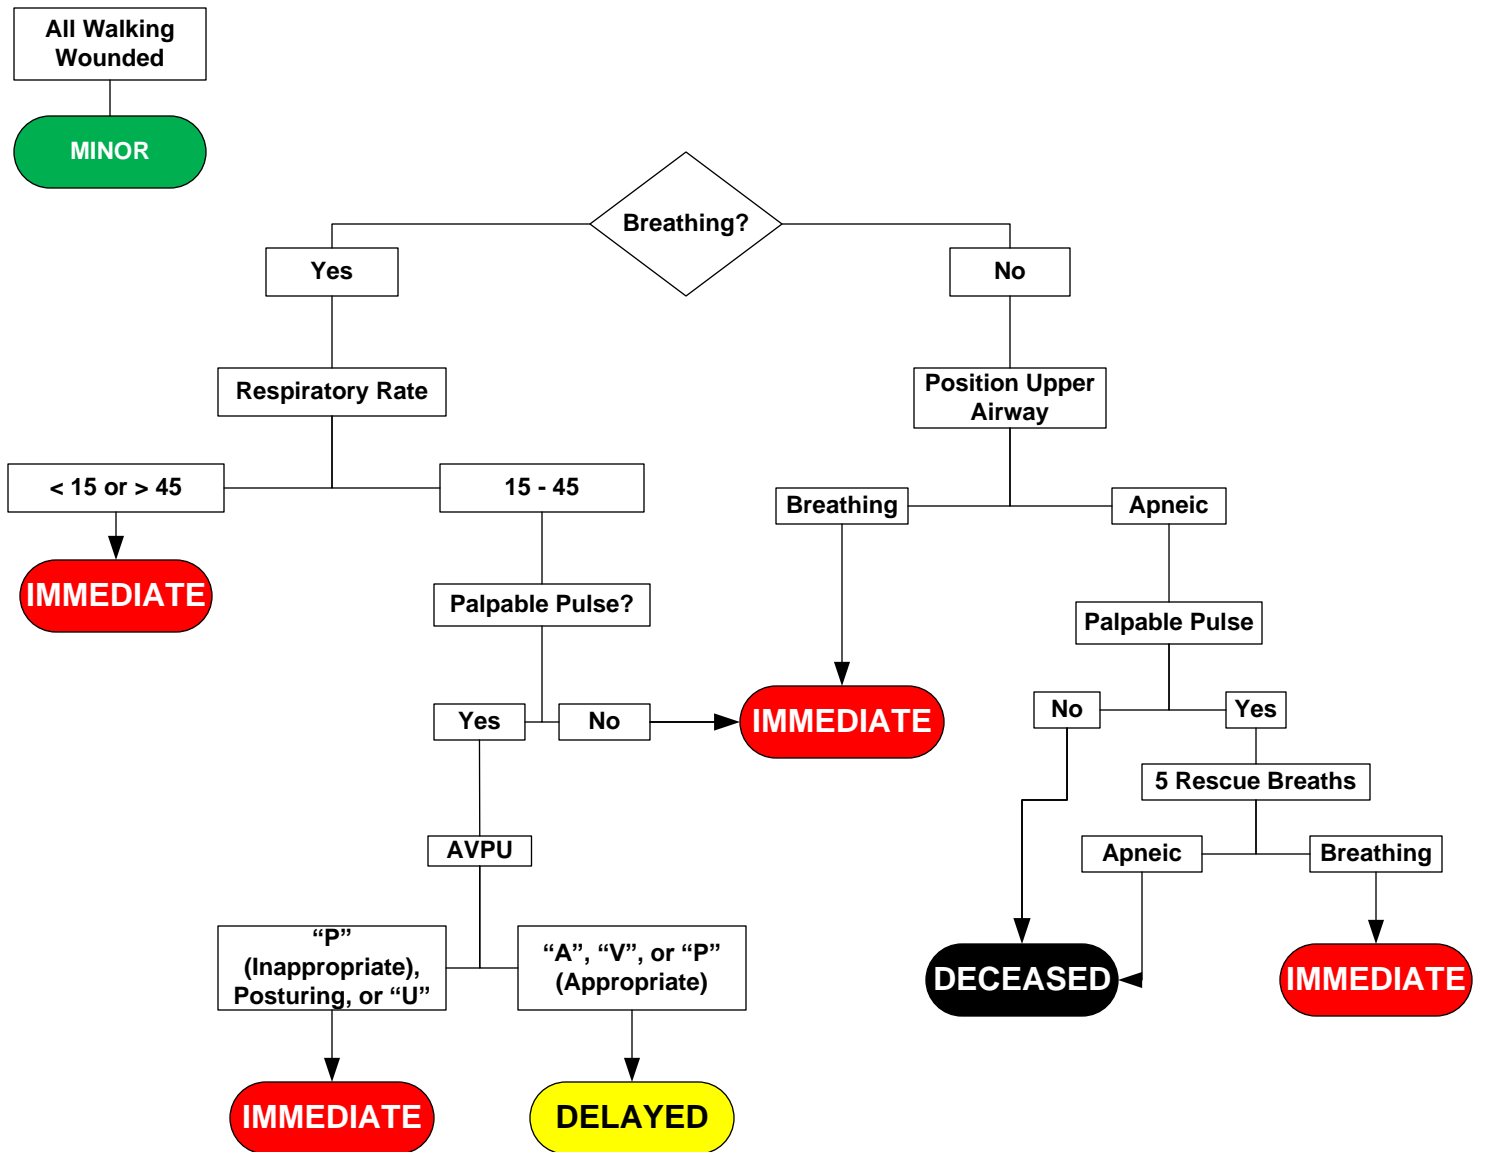 All Walking
Wounded
MINOR
Breathing?
Yes
No
Respiratory Rate
Position Upper
Airway
< 15 or > 45
15 - 45
Breathing
Apneic
IMMEDIATE
Palpable Pulse?
Palpable Pulse
Yes
No
IMMEDIATE
No
Yes
5 Rescue Breaths
AVPU
Apneic
Breathing
“P”
(Inappropriate),
Posturing, or “U”
“A”, “V”, or “P”
(Appropriate)
DECEASED
IMMEDIATE
IMMEDIATE
DELAYED